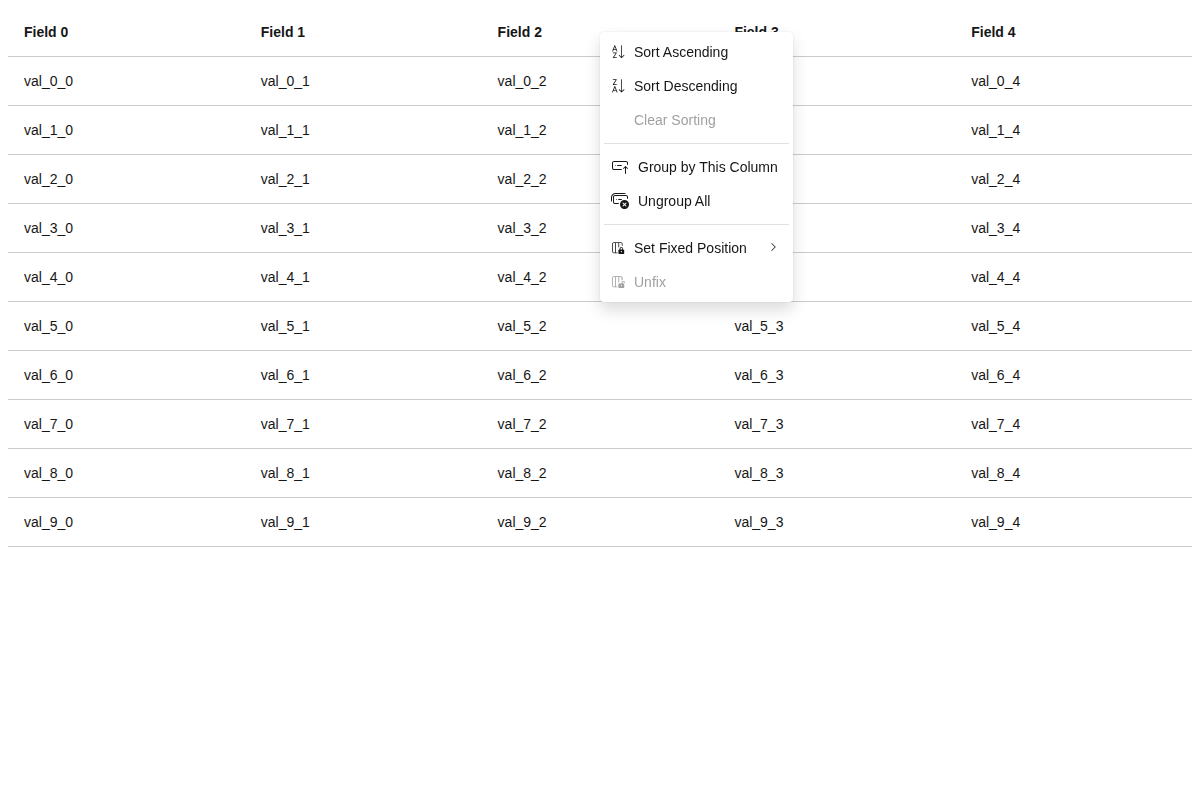 Field 0 Field 1 Field 2 Field 3 Field 4
val_0_0 val_0_1 val_0_2 val_0_4
val_1_0 val_1_1 val_1_2 val_1_4
val_2_0 val_2_1 val_2_2 val_2_4
val_3_0 val_3_1 val_3_2 val_3_4
val_4_0 val_4_1 val_4_2 val_4_4
val_5_0 val_5_1 val_5_2 val_5_3 val_5_4
val_6_0 val_6_1 val_6_2 val_6_3 val_6_4
val_7_0 val_7_1 val_7_2 val_7_3 val_7_4
val_8_0 val_8_1 val_8_2 val_8_3 val_8_4
val_9_0 val_9_1 val_9_2 val_9_3 val_9_4
Sort Ascending
Sort Descending
Clear Sorting
Group by This Column
Ungroup All
Set Fixed Position
Unfix